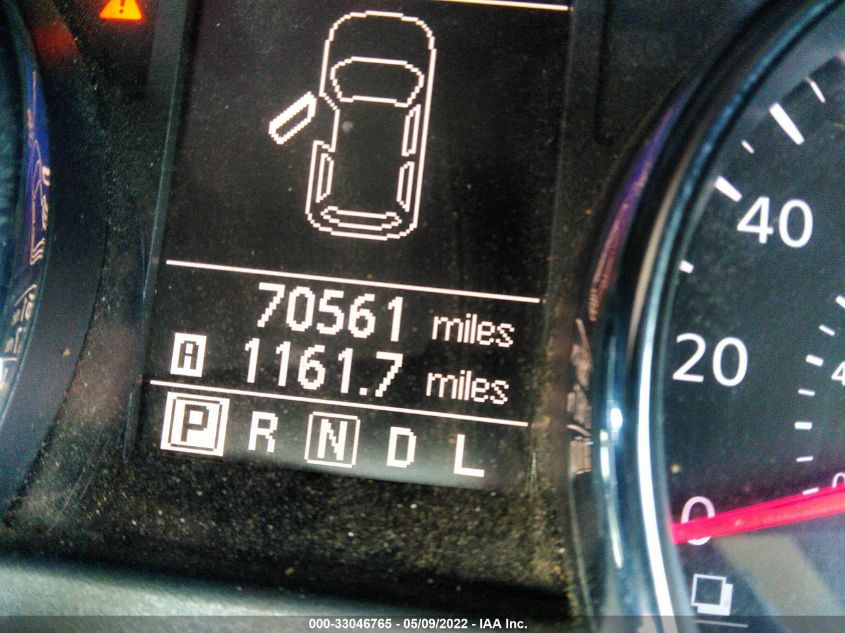 70561 miles
A 1161.7 miles
P R N D L
40
20
0
000-33046765 - 05/09/2022 - IAA Inc.